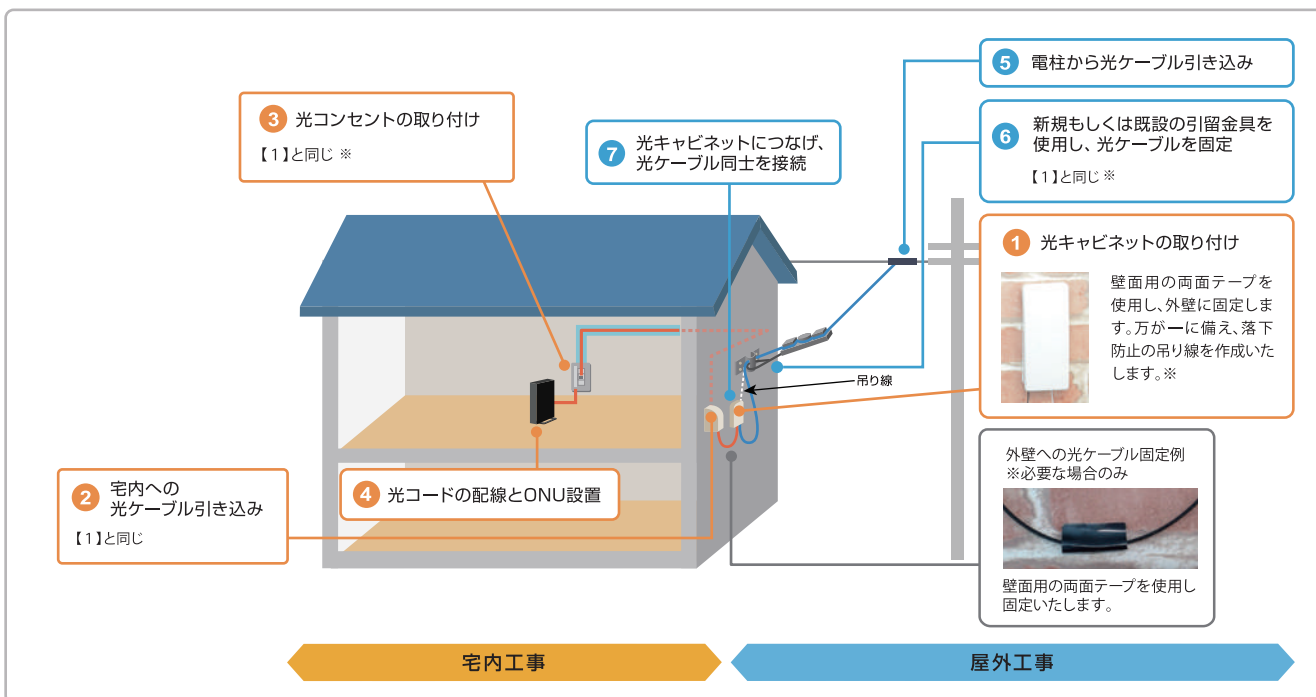 5 電柱から光ケーブル引き込み
3 光コンセントの取り付け
【1】と同じ ※
7 光キャビネットにつなげ、
光ケーブル同士を接続
6 新規もしくは既設の引留金具を
使用し、光ケーブルを固定
【1】と同じ ※
1 光キャビネットの取り付け
壁面用の両面テープを
使用し、外壁に固定しま
す。万が一に備え、落下
防止の吊り線を作成いた
します。※
吊り線
外壁への光ケーブル固定例
※必要な場合のみ
壁面用の両面テープを使用し
固定いたします。
2 宅内への
光ケーブル引き込み
【1】と同じ
4 光コードの配線とONU設置
宅内工事
屋外工事